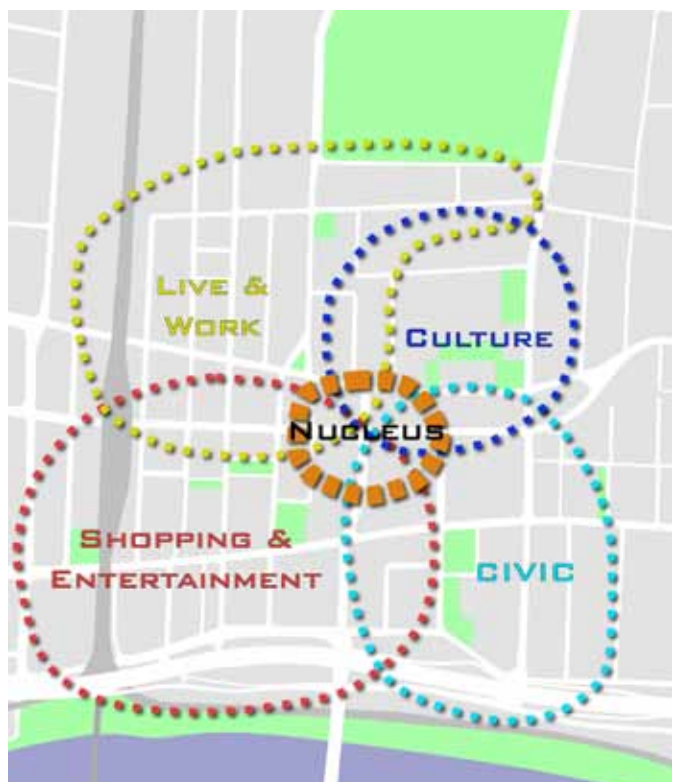 LIVE &
WORK
CULTURE
NUCLEUS
SHOPPING &
ENTERTAINMENT
CIVIC